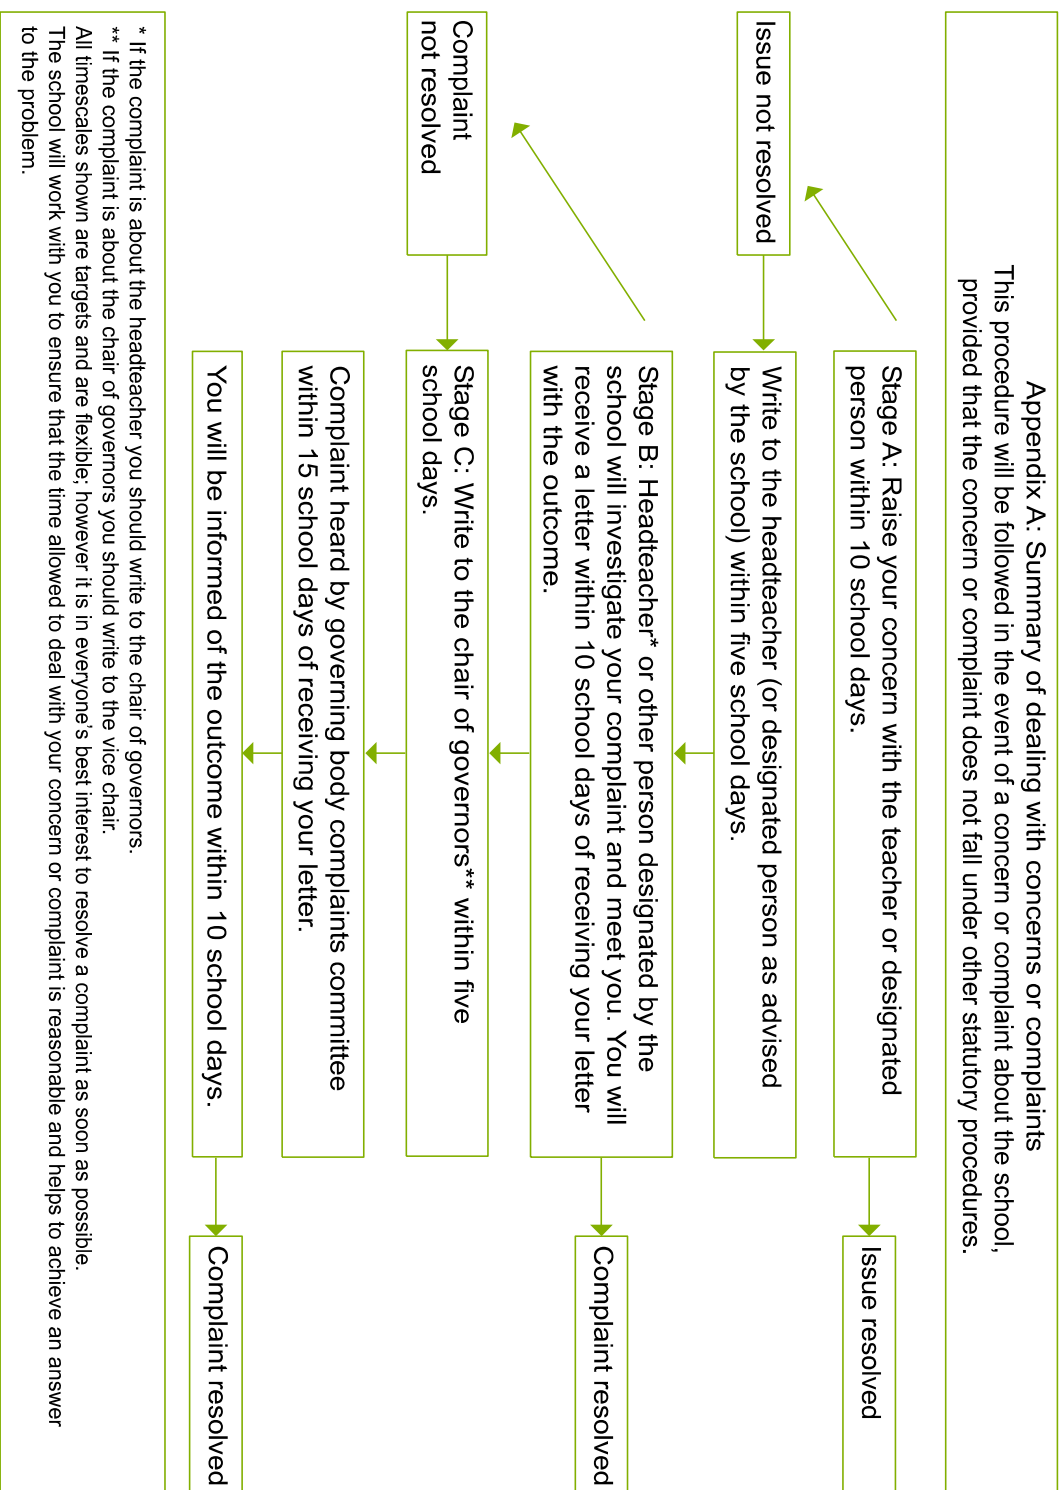 Appendix A: Summary of dealing with concerns or complaints
This procedure will be followed in the event of a concern or complaint about the school,
provided that the concern or complaint does not fall under other statutory procedures.
Stage A: Raise your concern with the teacher or designated
person within 10 school days.
Issue resolved
Issue not resolved
Write to the headteacher (or designated person as advised
by the school) within five school days.
Stage B: Headteacher* or other person designated by the
school will investigate your complaint and meet you. You will
receive a letter within 10 school days of receiving your letter
with the outcome.
Complaint resolved
Complaint
not resolved
Stage C: Write to the chair of governors** within five
school days.
Complaint heard by governing body complaints committee
within 15 school days of receiving your letter.
You will be informed of the outcome within 10 school days.
Complaint resolved
* If the complaint is about the headteacher you should write to the chair of governors.
** If the complaint is about the chair of governors you should write to the vice chair.
All timescales shown are targets and are flexible; however it is in everyone’s best interest to resolve a complaint as soon as possible.
The school will work with you to ensure that the time allowed to deal with your concern or complaint is reasonable and helps to achieve an answer
to the problem.